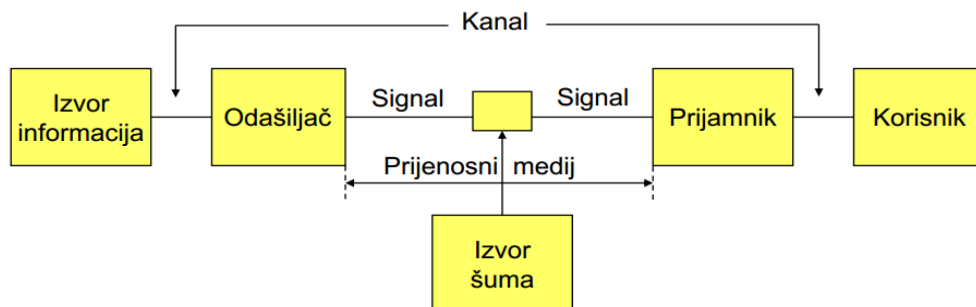 Kanal
Izvor
informacija
Odašiljač
Signal
Signal
Prijamnik
Korisnik
Prijenosni medij
Izvor
šuma